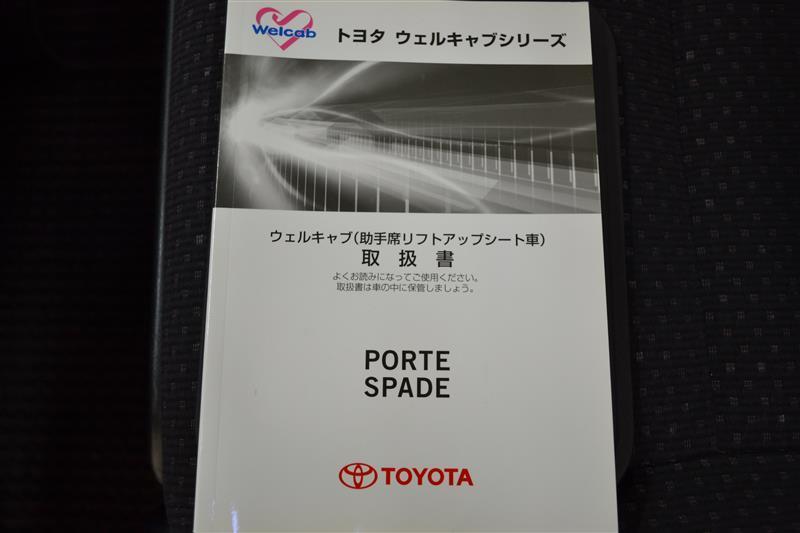 Welcab
トヨタ ウェルキャブシリーズ
ウェルキャブ(助手席リフトアップシート車)
取扱書
よくお読みになってご使用ください。
取扱書は車の中に保管しましょう。
PORTE
SPADE
TOYOTA